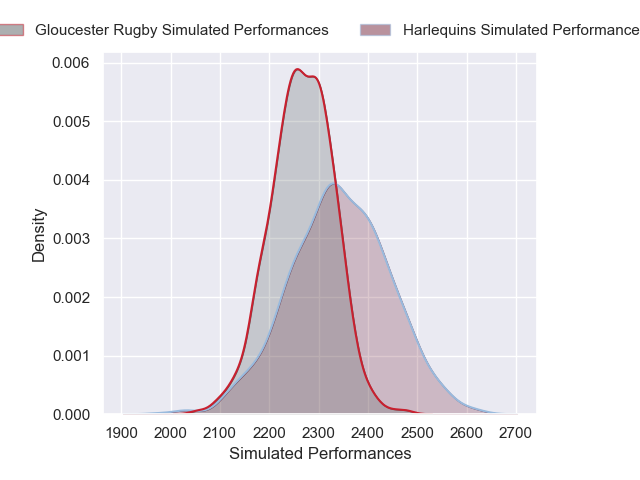 Gloucester Rugby Simulated Performances Harlequins Simulated Performance
0.006
0.005
0.004
0.003
0.002
0.001
0.000
Density
1900 2000 2100 2200 2300 2400 2500 2600 2700
Simulated Performances